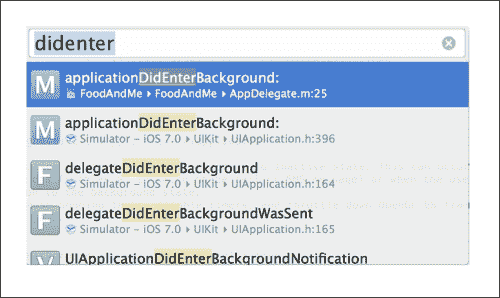 didenter
M applicationDidEnterBackground:
FoodAndMe ▸ FoodAndMe ▸ AppDelegate.m:25
M applicationDidEnterBackground:
Simulator – iOS 7.0 ▸ UIKit ▸ UIApplication.h:396
F delegateDidEnterBackground
Simulator – iOS 7.0 ▸ UIKit ▸ UIApplication.h:164
F delegateDidEnterBackgroundWasSent
Simulator – iOS 7.0 ▸ UIKit ▸ UIApplication.h:165
V UIApplicationDidEnterBackgroundNotification